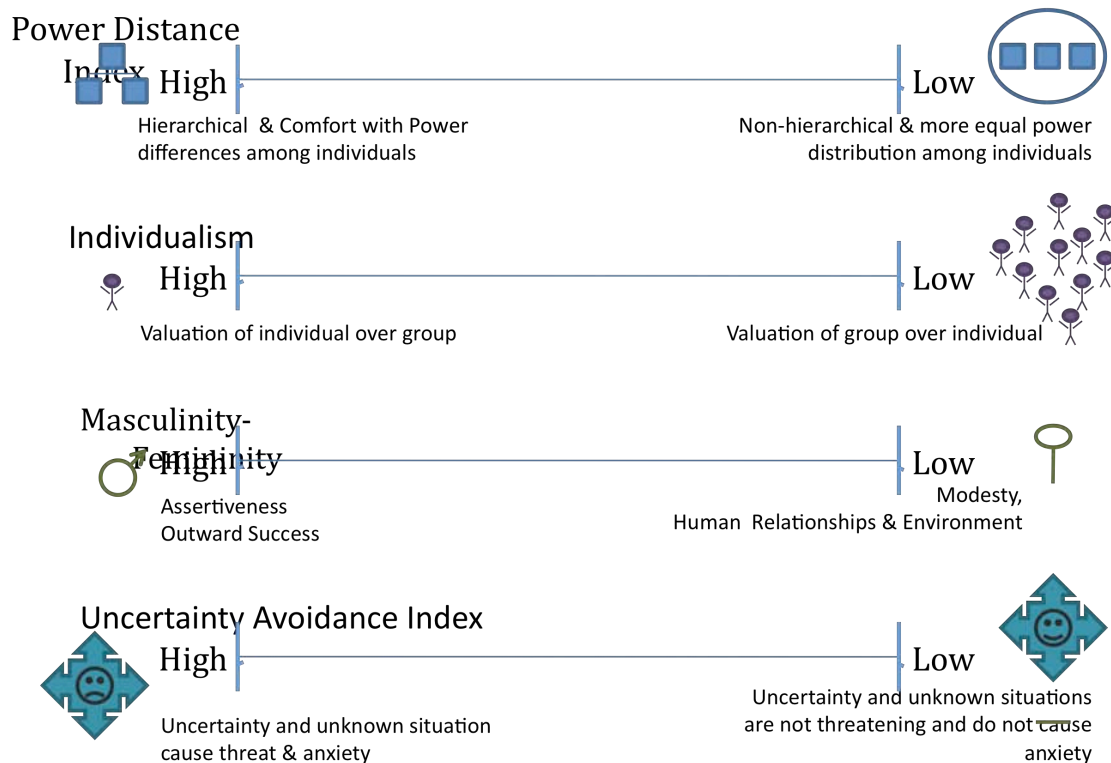 Power Distance
Index
High
Low
Hierarchical & Comfort with Power
differences among individuals
Non-hierarchical & more equal power
distribution among individuals
Individualism
High
Low
Valuation of individual over group
Valuation of group over individual
Masculinity-
Femininity
High
Low
Assertiveness
Outward Success
Modesty,
Human Relationships & Environment
Uncertainty Avoidance Index
High
Low
Uncertainty and unknown situation
cause threat & anxiety
Uncertainty and unknown situations
are not threatening and do not cause
anxiety